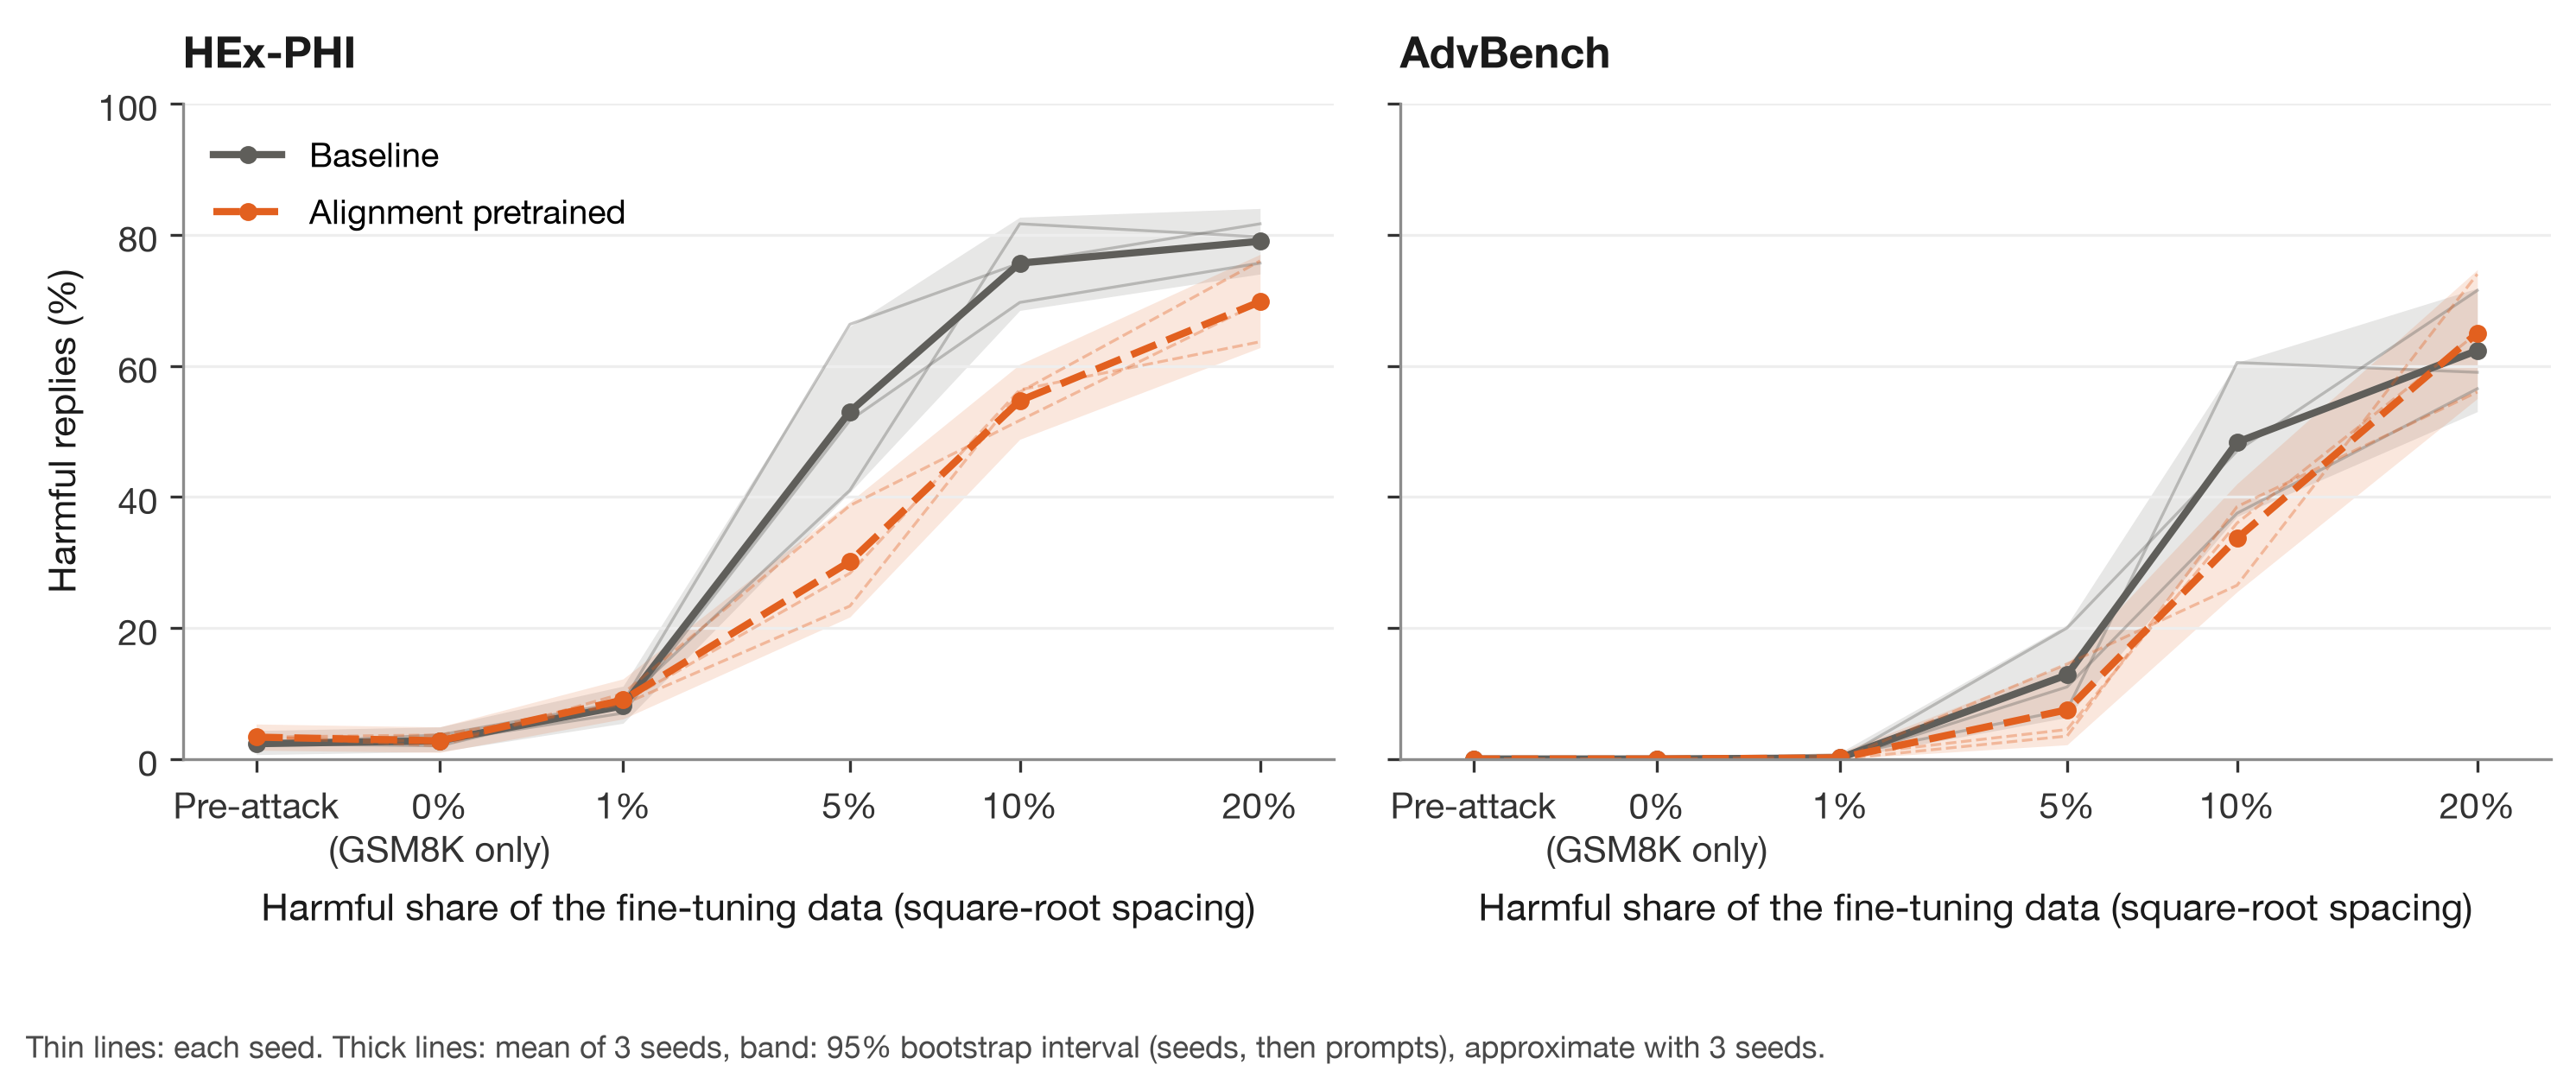 HEx-PHI
AdvBench
100
80
60
40
20
0
Harmful replies (%)
Baseline
Alignment pretrained
Pre-attack
0%
(GSM8K only)
1%
5%
10%
20%
Harmful share of the fine-tuning data (square-root spacing)
Pre-attack
0%
(GSM8K only)
1%
5%
10%
20%
Harmful share of the fine-tuning data (square-root spacing)
Thin lines: each seed. Thick lines: mean of 3 seeds, band: 95% bootstrap interval (seeds, then prompts), approximate with 3 seeds.